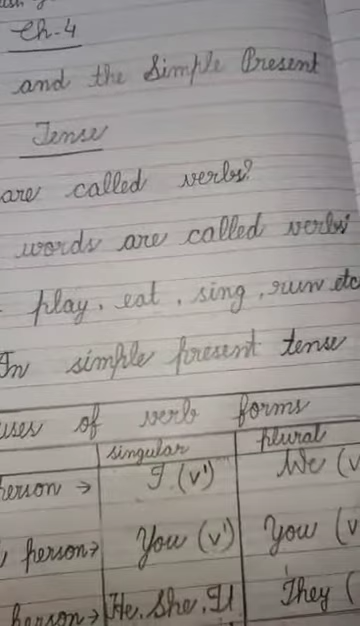 Ch-4
and the Simple Present
Tense
are called verbs?
words are called verbs
play, eat, sing, run etc
In simple present tense
uses of verb forms
singular plural
person → I (v') We (v
person→ You (v') You (v
person→ He, She, It They (